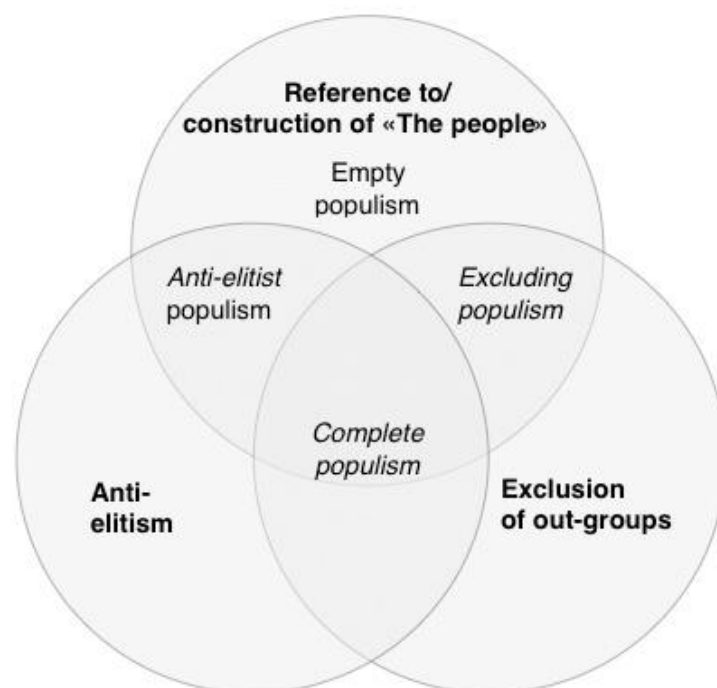 Reference to/
construction of «The people»
Empty
populism
Anti-elitist
populism
Excluding
populism
Complete
populism
Anti-
elitism
Exclusion
of out-groups